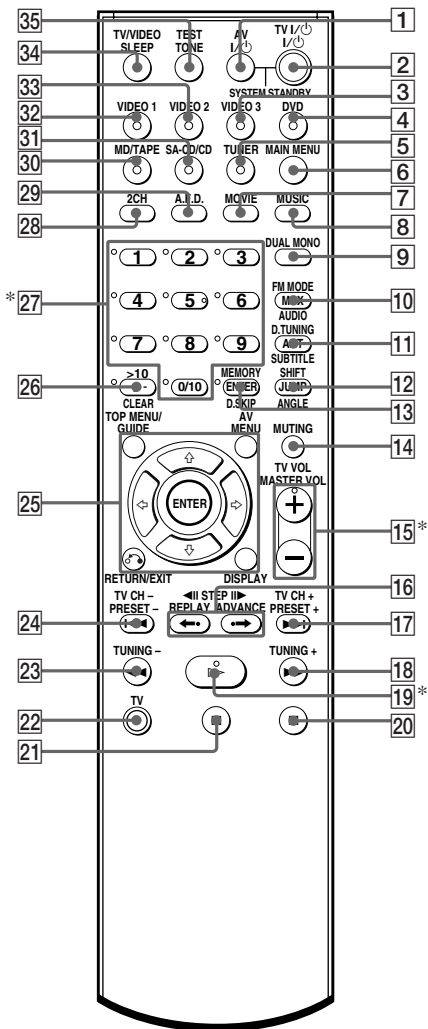 35 TV/VIDEO SLEEP TEST TONE AV I/⏻ TV I/⏻ I/⏻ 1
34 SYSTEM STANDBY 2
33 3
32 VIDEO 1 VIDEO 2 VIDEO 3 DVD 4
31 5
30 MD/TAPE SA-CD/CD TUNER MAIN MENU 6
29 7
28 2CH A.F.D. MOVIE MUSIC 8
DUAL MONO 9
1 2 3
*27 4 5 6 FM MODE 10
AUDIO
7 8 9 D.TUNING 11
SUBTITLE
26 >10 0/10 MEMORY ENTER SHIFT JUMP 12
CLEAR D.SKIP ANGLE 13
TOP MENU/GUIDE AV MENU MUTING 14
TV VOL
MASTER VOL
25 ENTER + − 15*
RETURN/EXIT DISPLAY
TV CH − STEP TV CH + 16
24 PRESET − REPLAY ADVANCE PRESET + 17
23 TUNING − TUNING + 18
19*
22 TV
21 20